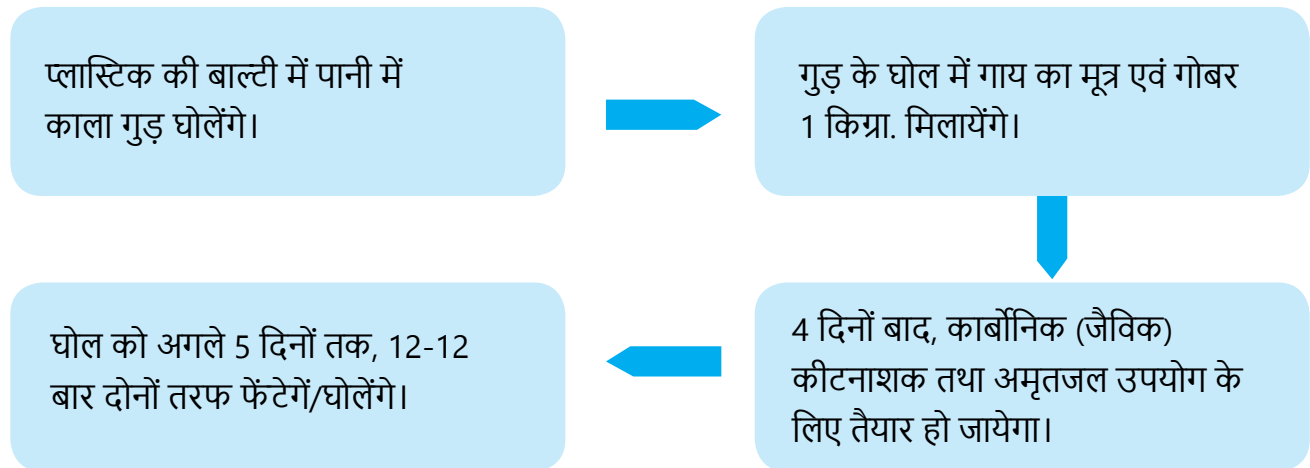 प्लास्टिक की बाल्टी में पानी में
काला गुड़ घोलेंगे।
गुड़ के घोल में गाय का मूत्र एवं गोबर
1 किग्रा. मिलायेंगे।
4 दिनों बाद, कार्बोनिक (जैविक)
कीटनाशक तथा अमृतजल उपयोग के
लिए तैयार हो जायेगा।
घोल को अगले 5 दिनों तक, 12-12
बार दोनों तरफ फेंटेगें/घोलेंगे।